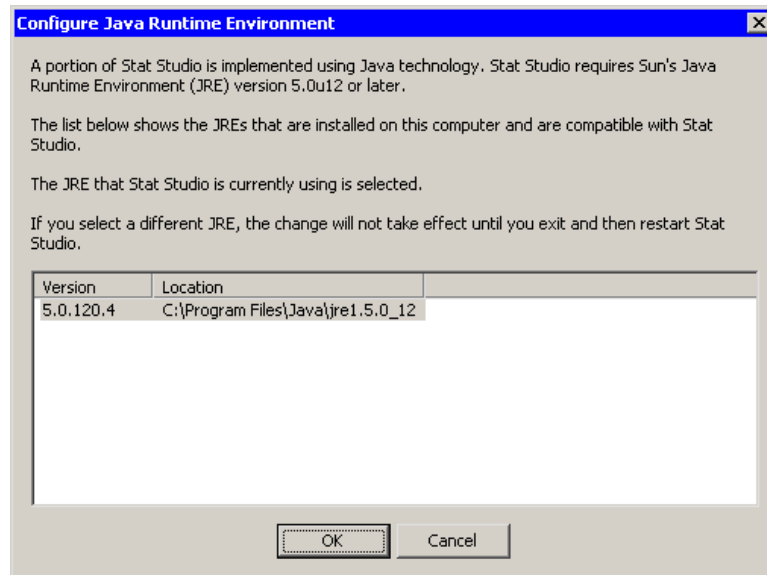 Configure Java Runtime Environment
A portion of Stat Studio is implemented using Java technology. Stat Studio requires Sun's Java
Runtime Environment (JRE) version 5.0u12 or later.
The list below shows the JREs that are installed on this computer and are compatible with Stat
Studio.
The JRE that Stat Studio is currently using is selected.
If you select a different JRE, the change will not take effect until you exit and then restart Stat
Studio.
Version Location
5.0.120.4 C:\Program Files\Java\jre1.5.0_12
OK Cancel